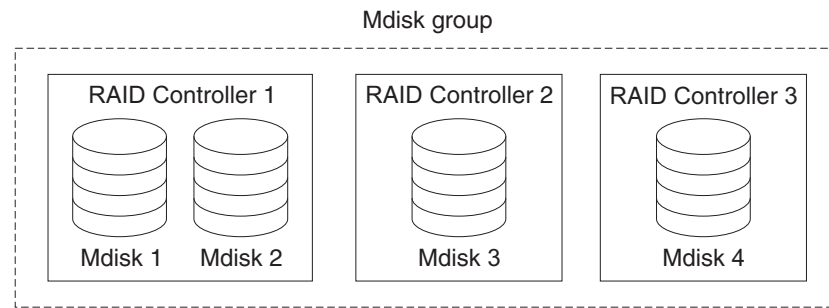 Mdisk group
RAID Controller 1
Mdisk 1
Mdisk 2
RAID Controller 2
Mdisk 3
RAID Controller 3
Mdisk 4